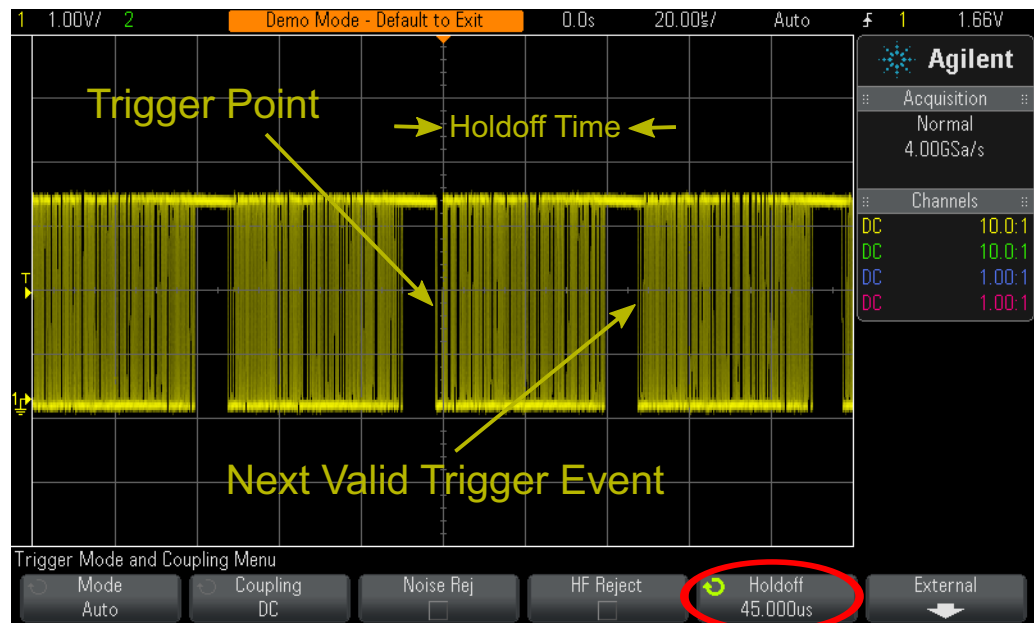 1 1.00V/ 2 Demo Mode - Default to Exit 0.0s 20.00㎲/ Auto 1 1.66V
Agilent
Acquisition
Normal
4.00GSa/s
Channels
DC 10.0:1
DC 10.0:1
DC 1.00:1
DC 1.00:1
Trigger Point
Holdoff Time
T
1
Next Valid Trigger Event
Trigger Mode and Coupling Menu
Mode
Auto
Coupling
DC
Noise Rej
HF Reject
Holdoff
45.000us
External